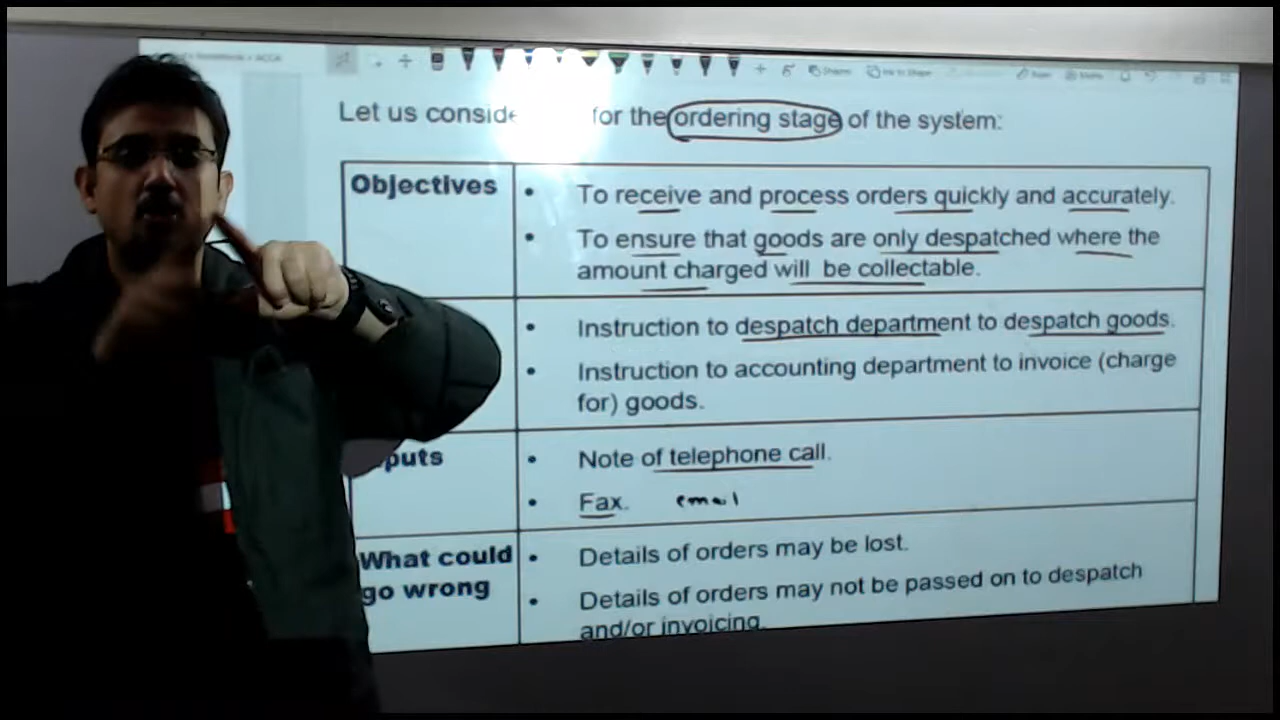 Let us conside for the ordering stage of the system:
Objectives
• To receive and process orders quickly and accurately.
• To ensure that goods are only despatched where the
amount charged will be collectable.
• Instruction to despatch department to despatch goods.
• Instruction to accounting department to invoice (charge
for) goods.
puts
• Note of telephone call.
• Fax. email
What could
go wrong
• Details of orders may be lost.
• Details of orders may not be passed on to despatch
and/or invoicing.